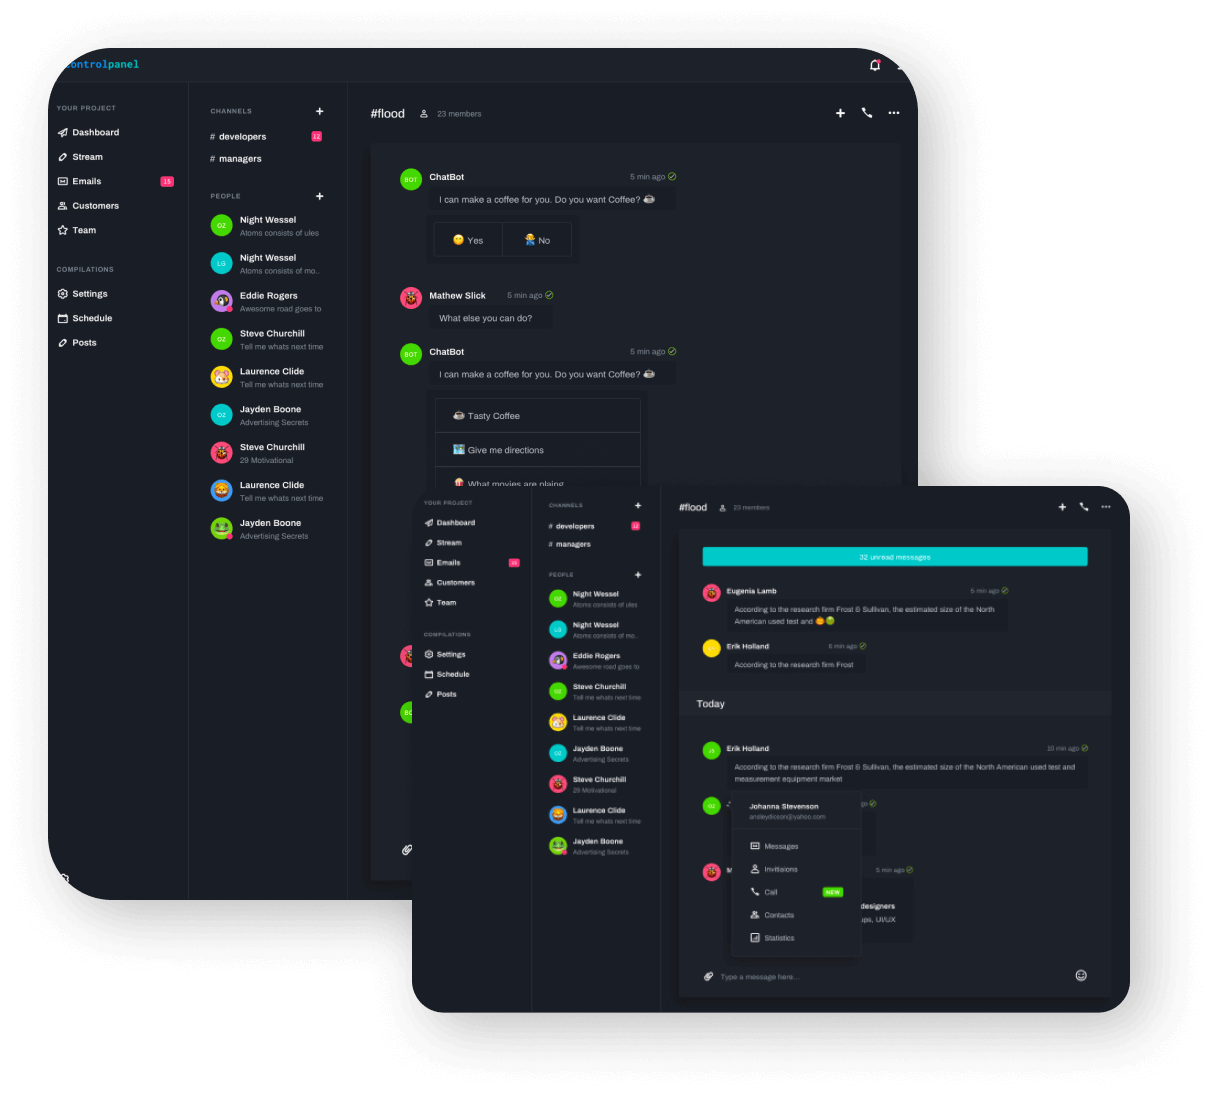 ontrolpanel
YOUR PROJECT
Dashboard
Stream
Emails 15
Customers
Team
COMPILATIONS
Settings
Schedule
Posts
CHANNELS
# developers 12
# managers
PEOPLE
OZ Night Wessel
Atoms consists of ules
LG Night Wessel
Atoms consists of mo..
Eddie Rogers
Awesome road goes to
OZ Steve Churchill
Tell me whats next time
Laurence Clide
Tell me whats next time
OZ Jayden Boone
Advertising Secrets
Steve Churchill
29 Motivational
Laurence Clide
Tell me whats next time
Jayden Boone
Advertising Secrets
#flood 23 members
BOT ChatBot 5 min ago
I can make a coffee for you. Do you want Coffee? ☕
Yes No
Mathew Slick 5 min ago
What else you can do?
BOT ChatBot 5 min ago
I can make a coffee for you. Do you want Coffee? ☕
☕ Tasty Coffee
Give me directions
What movies are plaing
YOUR PROJECT
Dashboard
Stream
Emails 15
Customers
Team
COMPILATIONS
Settings
Schedule
Posts
CHANNELS
# developers 12
# managers
PEOPLE
OZ Night Wessel
Atoms consists of ules
LG Night Wessel
Atoms consists of mo..
Eddie Rogers
Awesome road goes to
OZ Steve Churchill
Tell me whats next time
Laurence Clide
Tell me whats next time
OZ Jayden Boone
Advertising Secrets
Steve Churchill
29 Motivational
Laurence Clide
Tell me whats next time
Jayden Boone
Advertising Secrets
#flood 23 members
32 unread messages
Eugenia Lamb 5 min ago
According to the research firm Frost & Sullivan, the estimated size of the North
American used test and
Erik Holland 5 min ago
According to the research firm Frost
Today
Erik Holland 10 min ago
According to the research firm Frost & Sullivan, the estimated size of the North American used test and
measurement equipment market
OZ
go
Johanna Stevenson
ansleydicson@yahoo.com
Messages
Invitiaions
Call NEW
Contacts
Statistics
5 min ago
designers
ups, UI/UX
Type a message here...